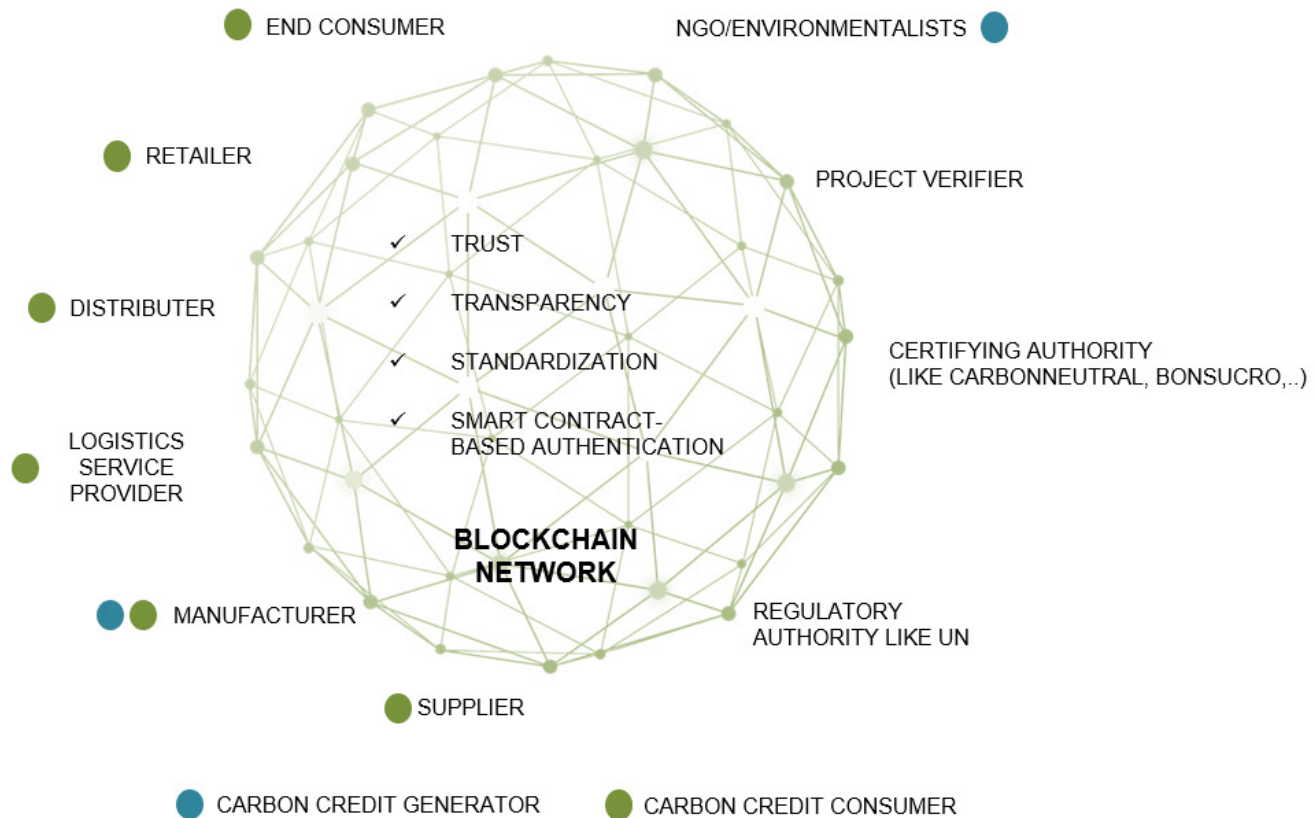 END CONSUMER
NGO/ENVIRONMENTALISTS
RETAILER
PROJECT VERIFIER
✓ TRUST
DISTRIBUTER
✓ TRANSPARENCY
✓ STANDARDIZATION
CERTIFYING AUTHORITY
(LIKE CARBONNEUTRAL, BONSUCRO,..)
✓ SMART CONTRACT-
BASED AUTHENTICATION
LOGISTICS
SERVICE
PROVIDER
BLOCKCHAIN
NETWORK
MANUFACTURER
REGULATORY
AUTHORITY LIKE UN
SUPPLIER
CARBON CREDIT GENERATOR
CARBON CREDIT CONSUMER